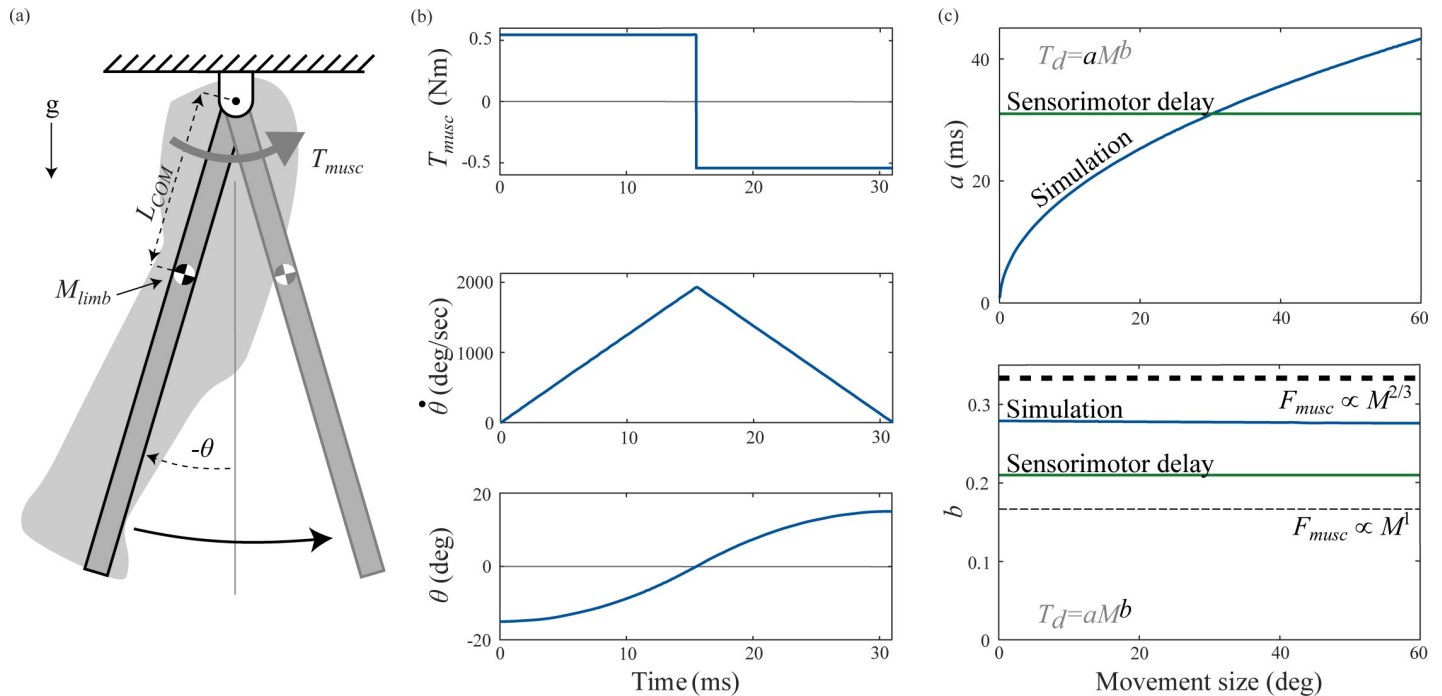 (a)
g
L_COM
T_musc
M_limb
-θ
(b)
T_musc (Nm)
0.5
0
-0.5
0 10 20 30
θ̇ (deg/sec)
2000
1000
0
0 10 20 30
θ (deg)
20
0
-20
0 10 20 30
Time (ms)
(c)
a (ms)
40
20
0
T_d=aM^b
Sensorimotor delay
Simulation
0 20 40 60
b
0.3
0.2
0.1
0
F_musc ∝ M^2/3
Simulation
Sensorimotor delay
F_musc ∝ M^1
T_d=aM^b
0 20 40 60
Movement size (deg)